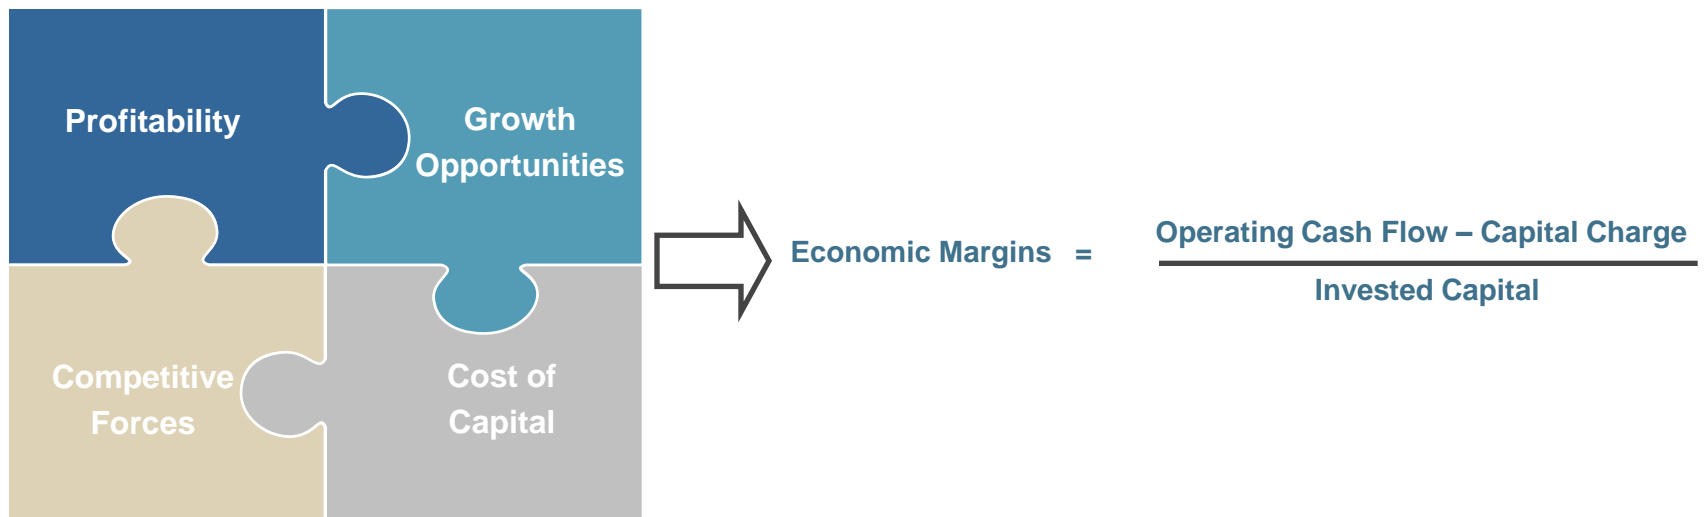 Profitability
Growth
Opportunities
Competitive
Forces
Cost of
Capital
Economic Margins =
Operating Cash Flow – Capital Charge
Invested Capital